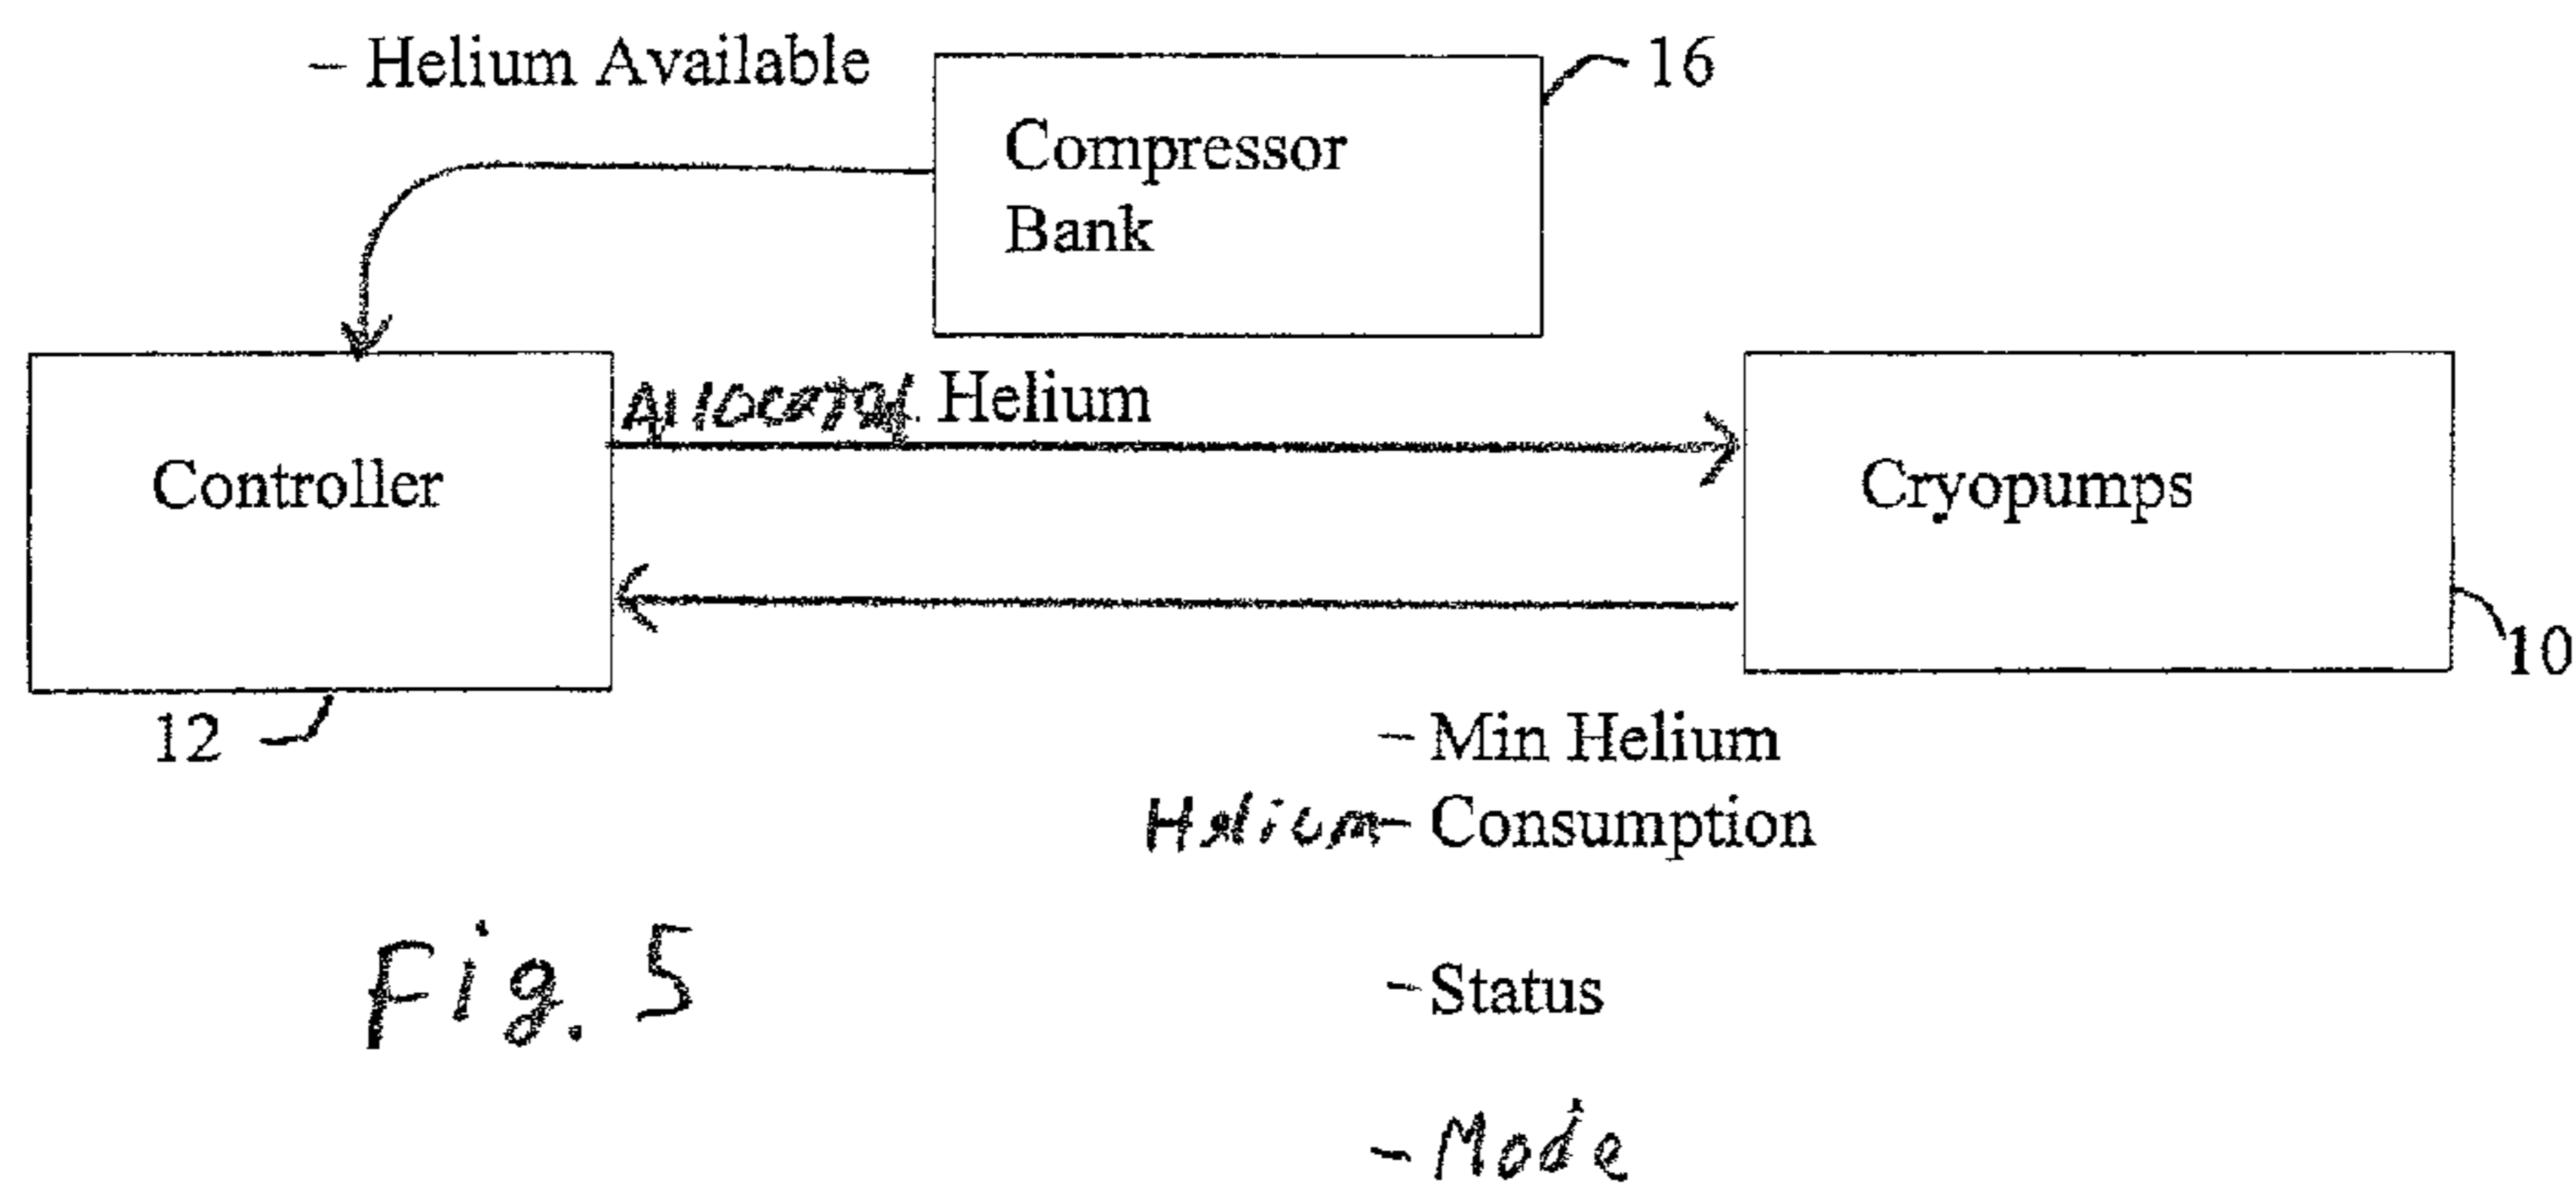 - Helium Available
16
Compressor
Bank
Allocated Helium
Controller
Cryopumps
10
12
- Min Helium
Helium - Consumption
Fig. 5
- Status
- Mode